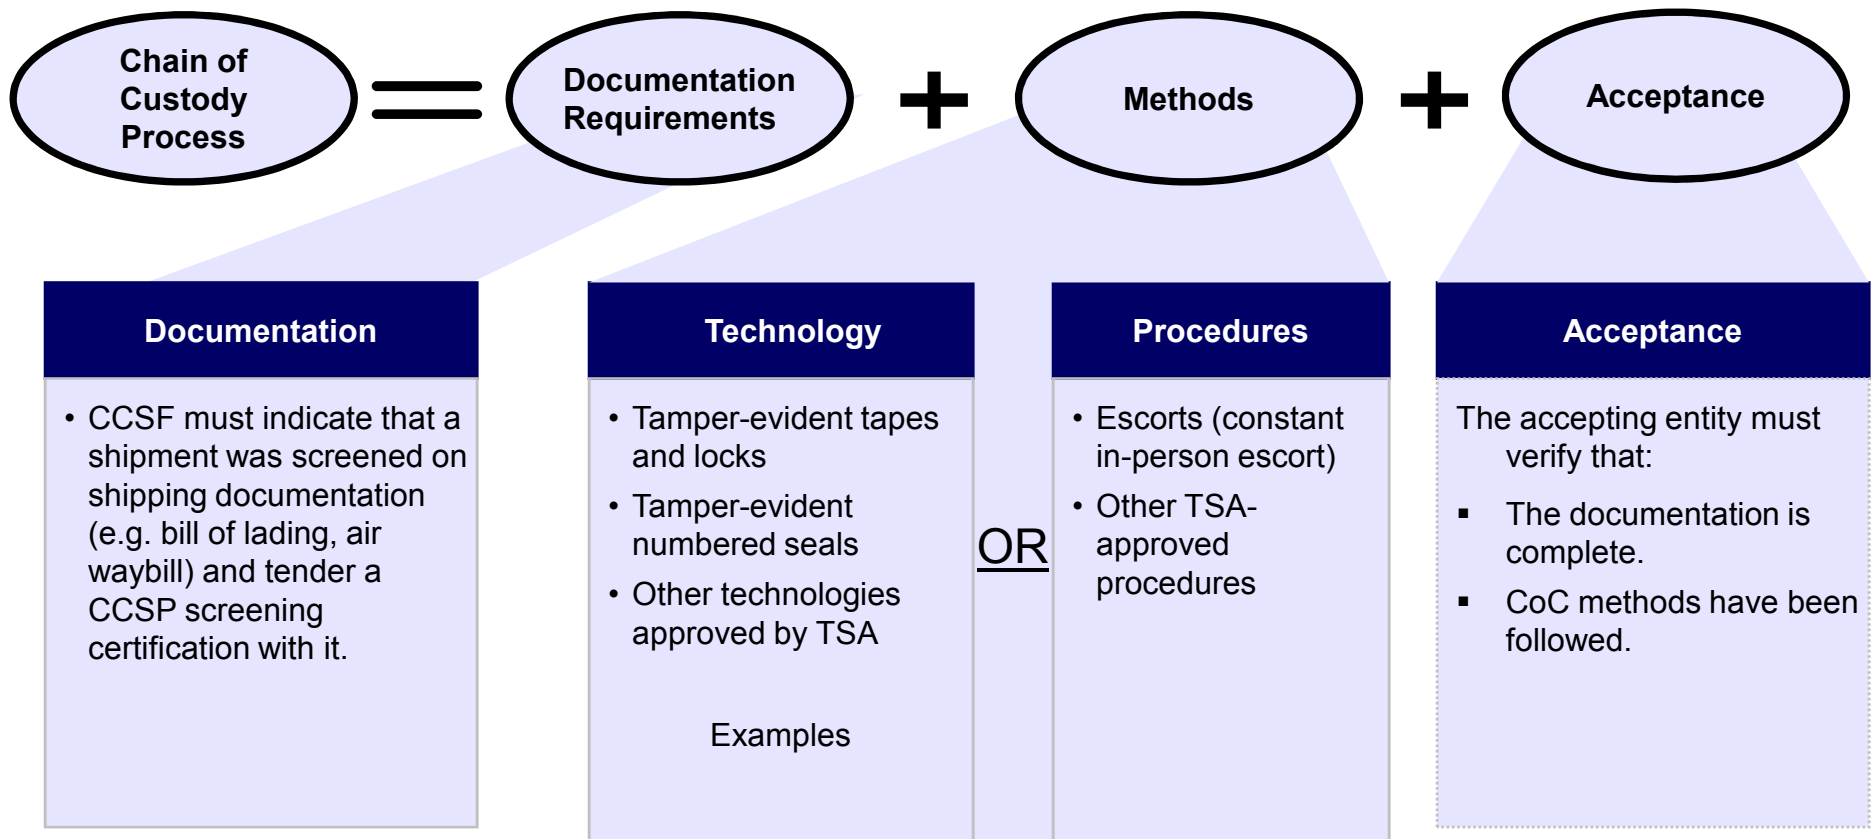 Chain of
Custody
Process
=
Documentation
Requirements
+
Methods
+
Acceptance
Documentation
• CCSF must indicate that a
shipment was screened on
shipping documentation
(e.g. bill of lading, air
waybill) and tender a
CCSP screening
certification with it.
Technology
• Tamper-evident tapes
and locks
• Tamper-evident
numbered seals
• Other technologies
approved by TSA
Examples
OR
Procedures
• Escorts (constant
in-person escort)
• Other TSA-
approved
procedures
Acceptance
The accepting entity must
verify that:
▪ The documentation is
complete.
▪ CoC methods have been
followed.